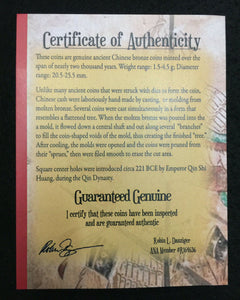 Certificate of Authenticity
These coins are genuine ancient Chinese bronze coins minted over the
span of nearly two thousand years. Weight range: 1.5-4.5 g; Diameter
range: 20.5-25.5 mm.
Unlike many ancient coins that were struck with dies to form the coin,
Chinese cash were laboriously hand made by casting, or molding from
molten bronze. Several coins were cast simultaneously in a form that
resembles a flattened tree. When the molten bronze was poured into the
a mold, it flowed down a central shaft and out along several "branches"
to fill the coin-shaped voids of the mold, thus creating the finished "tree."
After cooling, the molds were opened and the coins were pruned from
their "sprues," then were filed smooth to ease the cut area.
Square center holes were introduced circa 221 BCE by Emperor Qin Shi
Huang, during the Qin Dynasty.
Guaranteed Genuine
I certify that these coins have been inspected
and are guaranteed authentic
Robin L. Danziger
ANA Member #R364626